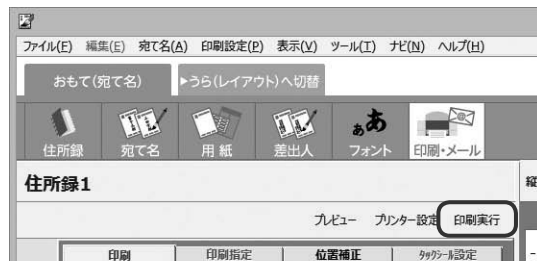 ファイル(F) 編集(E) 宛て名(A) 印刷設定(P) 表示(V) ツール(T) ナビ(N) ヘルプ(H)
おもて(宛て名) ▶うら(レイアウト)へ切替
住所録 宛て名 用紙 差出人 フォント 印刷・メール
住所録1
プレビュー プリンター設定 印刷実行
印刷 印刷指定 位置補正 タックシール設定